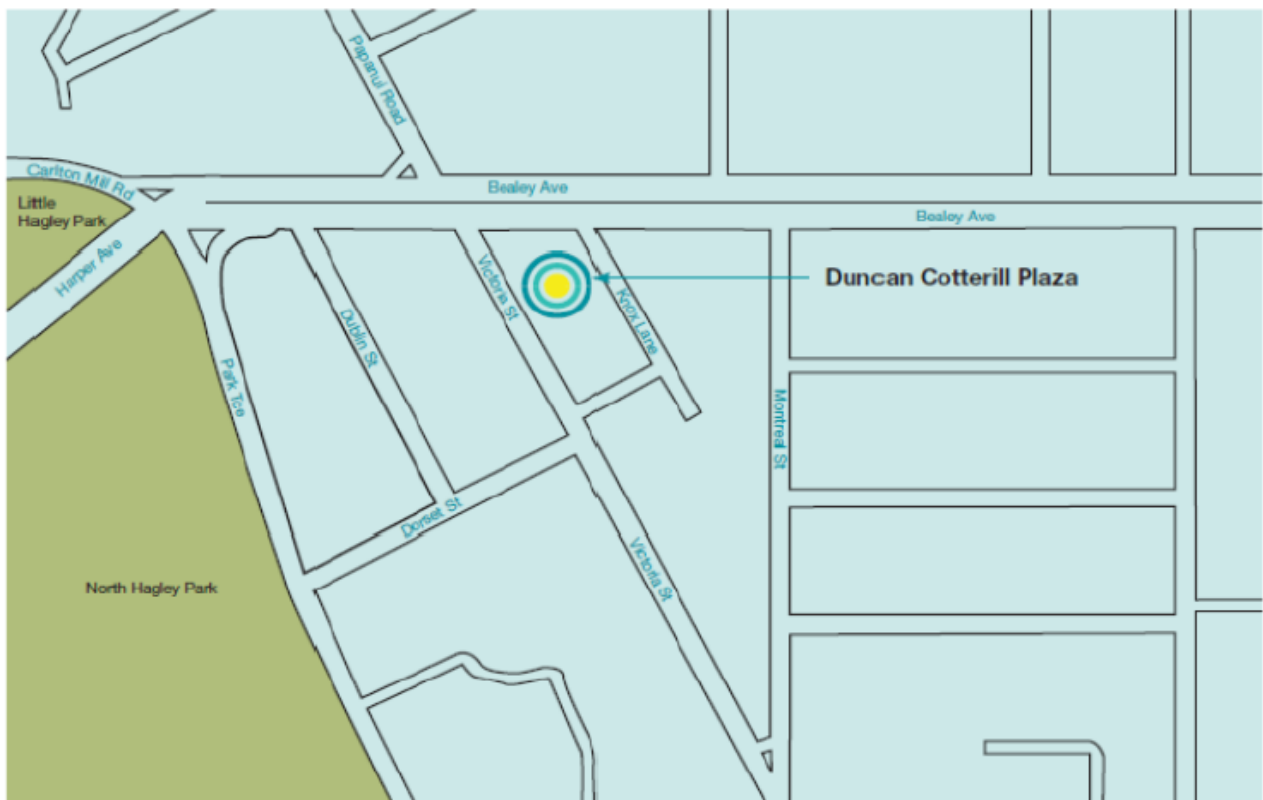 Papanui Road
Carlton Mill Rd
Bealey Ave
Little
Hagley Park
Bealey Ave
Harper Ave
Victoria St
Duncan Cotterill Plaza
Knox Lane
Dublin St
Park Tce
Montreal St
Dorset St
Victoria St
North Hagley Park